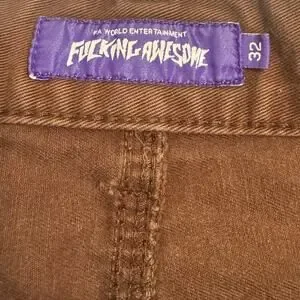 FA WORLD ENTERTAINMENT
FUCKING AWESOME
32